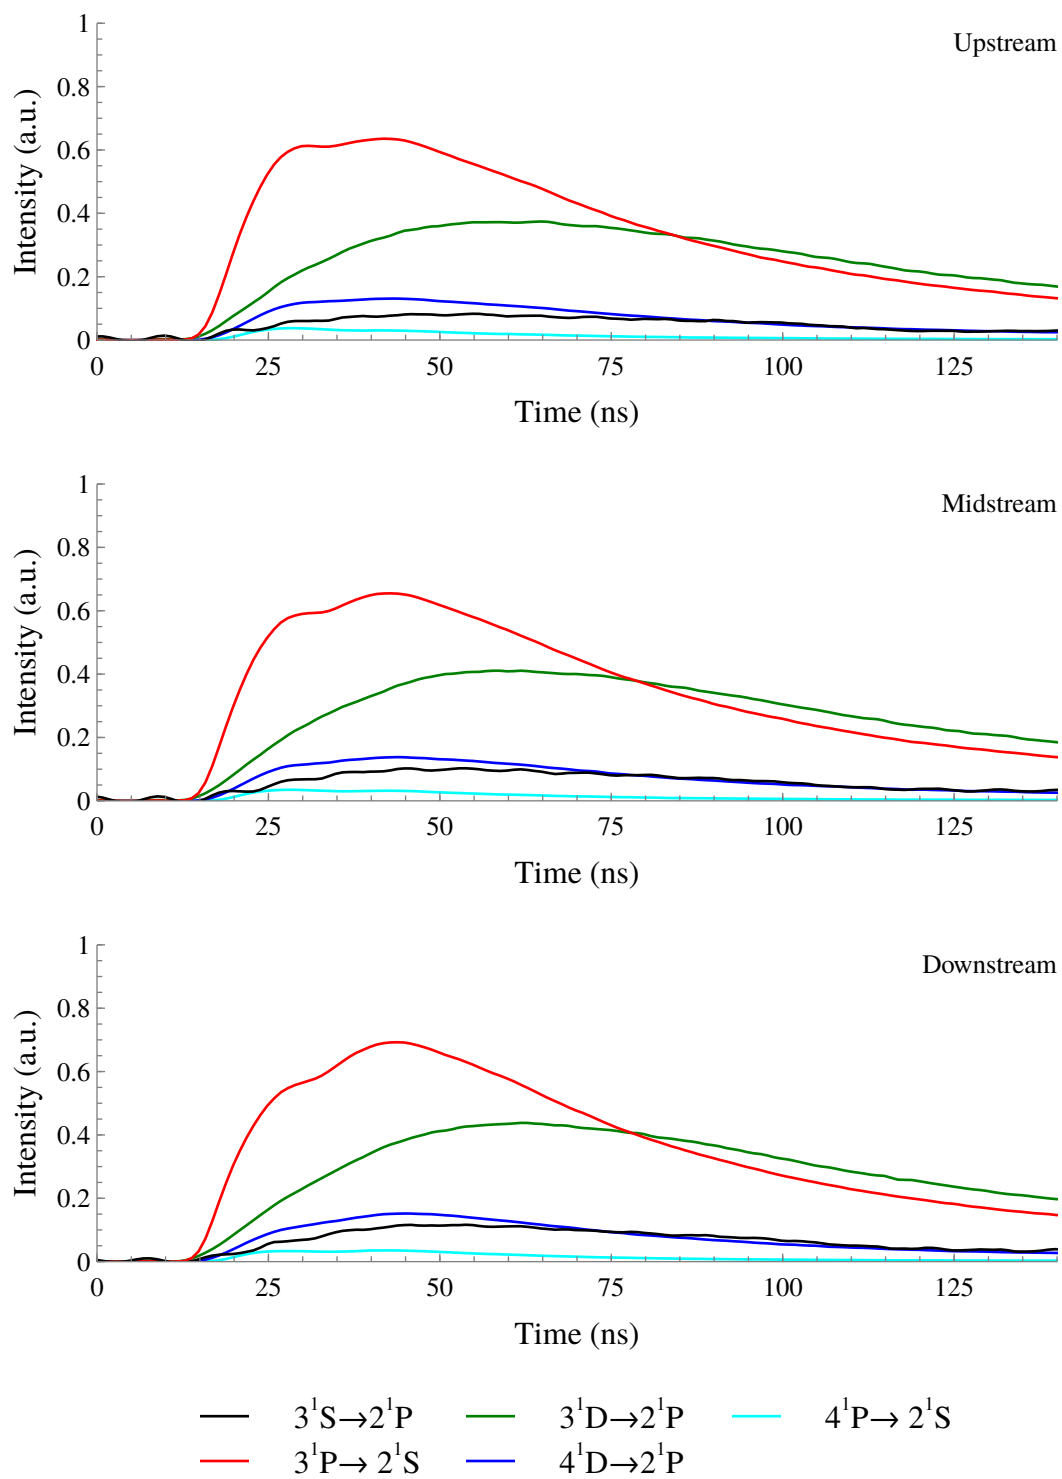 1
Upstream
0.8
0.6
0.4
0.2
0
Intensity (a.u.)
0 25 50 75 100 125
Time (ns)
1
Midstream
0.8
0.6
0.4
0.2
0
Intensity (a.u.)
0 25 50 75 100 125
Time (ns)
1
Downstream
0.8
0.6
0.4
0.2
0
Intensity (a.u.)
0 25 50 75 100 125
Time (ns)
3¹S→2¹P 3¹D→2¹P 4¹P→ 2¹S
3¹P→ 2¹S 4¹D→2¹P